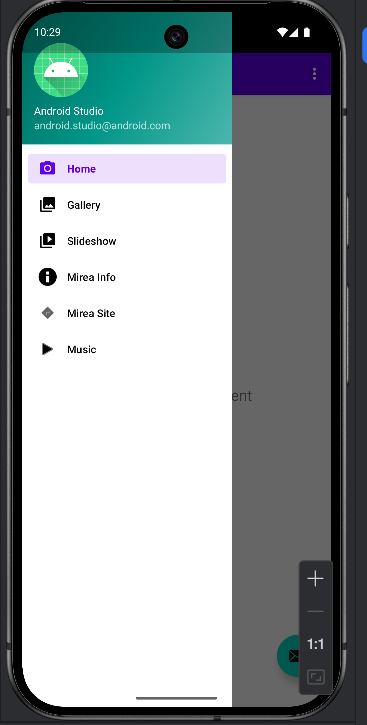 10:29
Android Studio
android.studio@android.com
Home
Gallery
Slideshow
Mirea Info
Mirea Site
Music
ent
1:1